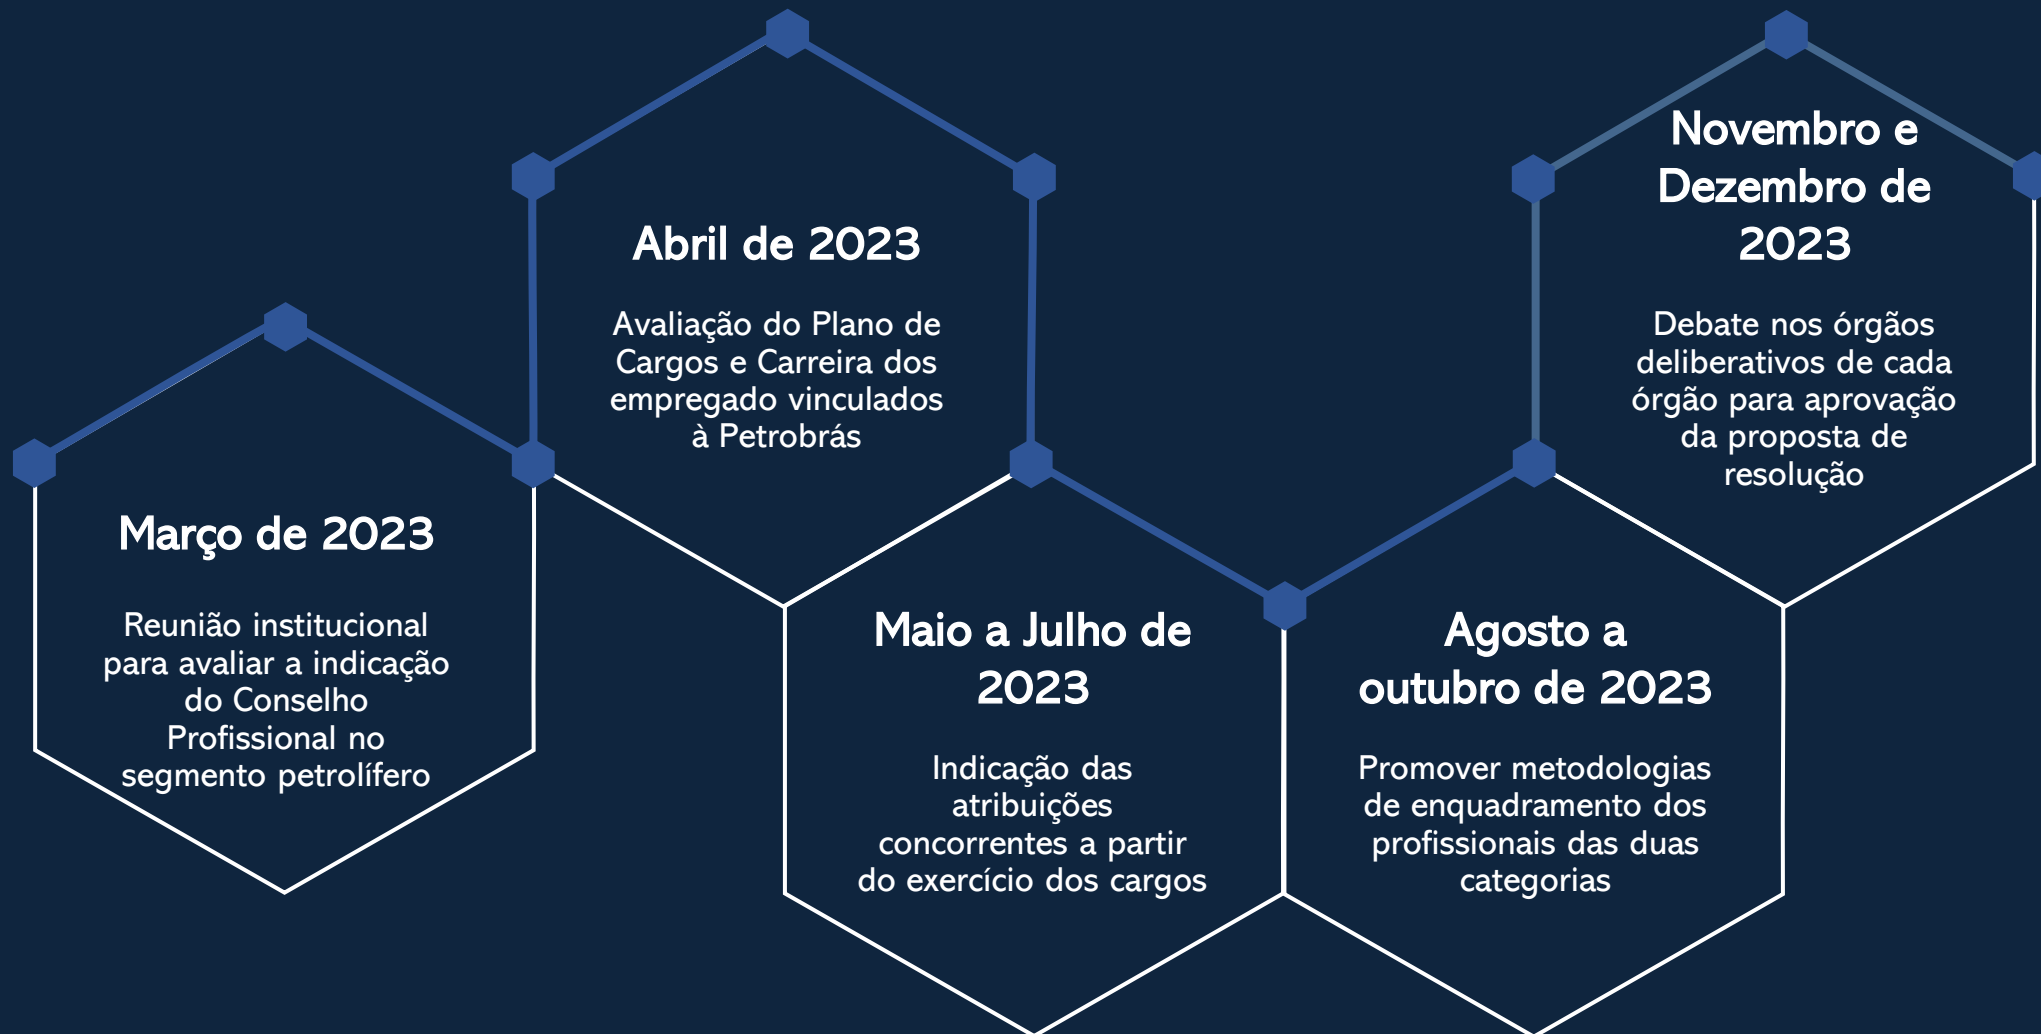 Março de 2023
Reunião institucional
para avaliar a indicação
do Conselho
Profissional no
segmento petrolífero
Abril de 2023
Avaliação do Plano de
Cargos e Carreira dos
empregado vinculados
à Petrobrás
Maio a Julho de
2023
Indicação das
atribuições
concorrentes a partir
do exercício dos cargos
Agosto a
outubro de 2023
Promover metodologias
de enquadramento dos
profissionais das duas
categorias
Novembro e
Dezembro de
2023
Debate nos órgãos
deliberativos de cada
órgão para aprovação
da proposta de
resolução